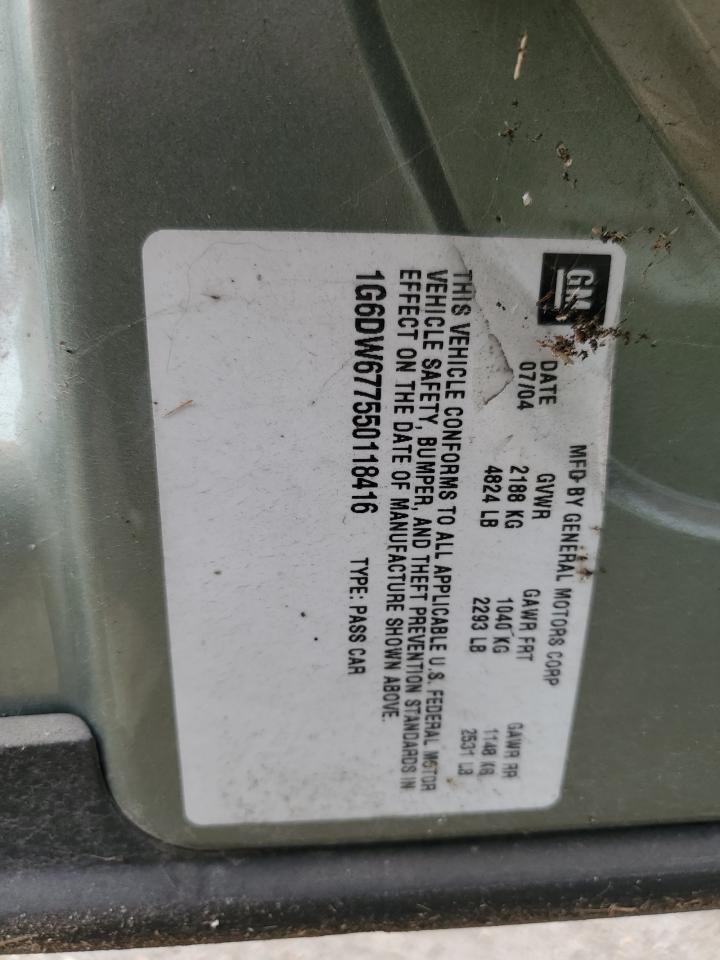 GM
MFD BY GENERAL MOTORS CORP
DATE GVWR GAWR FRT GAWR RR
07/04 2188 KG 1040 KG 1148 KG
4824 LB 2293 LB 2531 LB
THIS VEHICLE CONFORMS TO ALL APPLICABLE U.S. FEDERAL MOTOR
VEHICLE SAFETY, BUMPER, AND THEFT PREVENTION STANDARDS IN
EFFECT ON THE DATE OF MANUFACTURE SHOWN ABOVE.
1G6DW677550118416 TYPE: PASS CAR